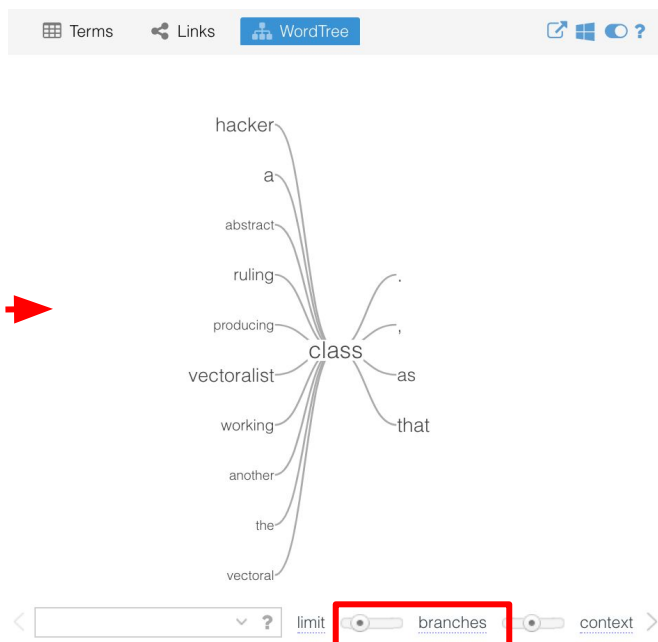 Terms Links WordTree ?
hacker
a
abstract
ruling .
producing ,
class
vectoralist as
working that
another
the
vectoral
? limit branches context